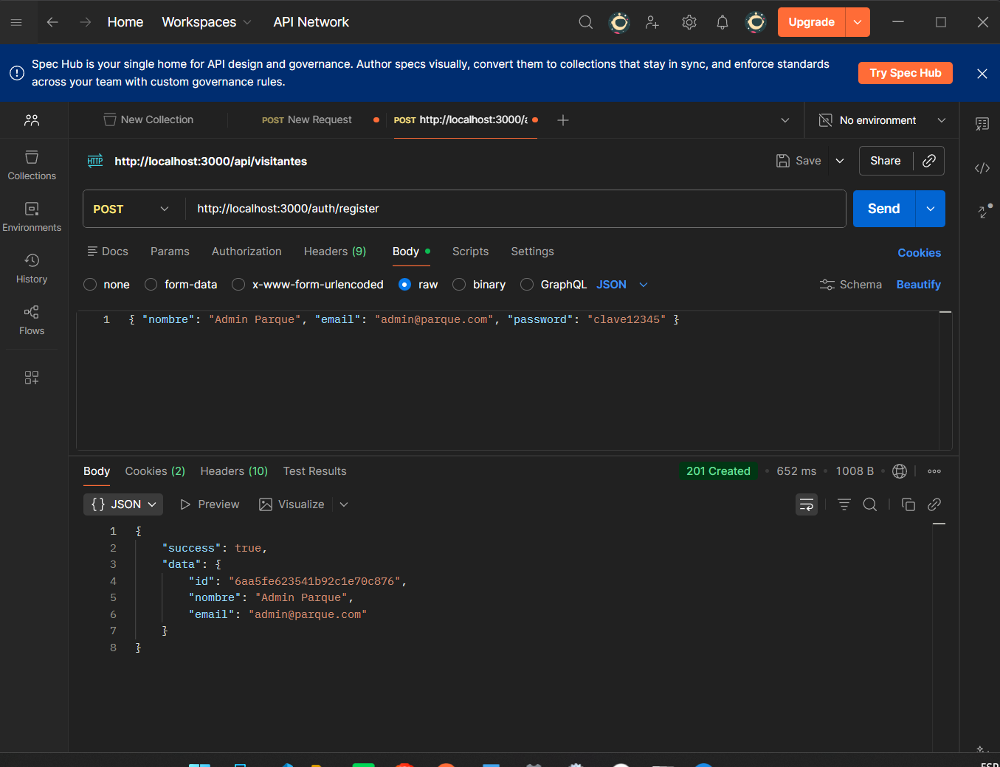 Home Workspaces API Network Upgrade
Spec Hub is your single home for API design and governance. Author specs visually, convert them to collections that stay in sync, and enforce standards
across your team with custom governance rules.
Try Spec Hub
New Collection POST New Request POST http://localhost:3000/a No environment
HTTP http://localhost:3000/api/visitantes Save Share
Collections
POST http://localhost:3000/auth/register Send
Environments
Docs Params Authorization Headers (9) Body Scripts Settings Cookies
History
none form-data x-www-form-urlencoded raw binary GraphQL JSON Schema Beautify
1 { "nombre": "Admin Parque", "email": "admin@parque.com", "password": "clave12345" }
Flows
Body Cookies (2) Headers (10) Test Results 201 Created 652 ms 1008 B
{} JSON Preview Visualize
1 {
2 "success": true,
3 "data": {
4 "id": "6aa5fe623541b92c1e70c876",
5 "nombre": "Admin Parque",
6 "email": "admin@parque.com"
7 }
8 }